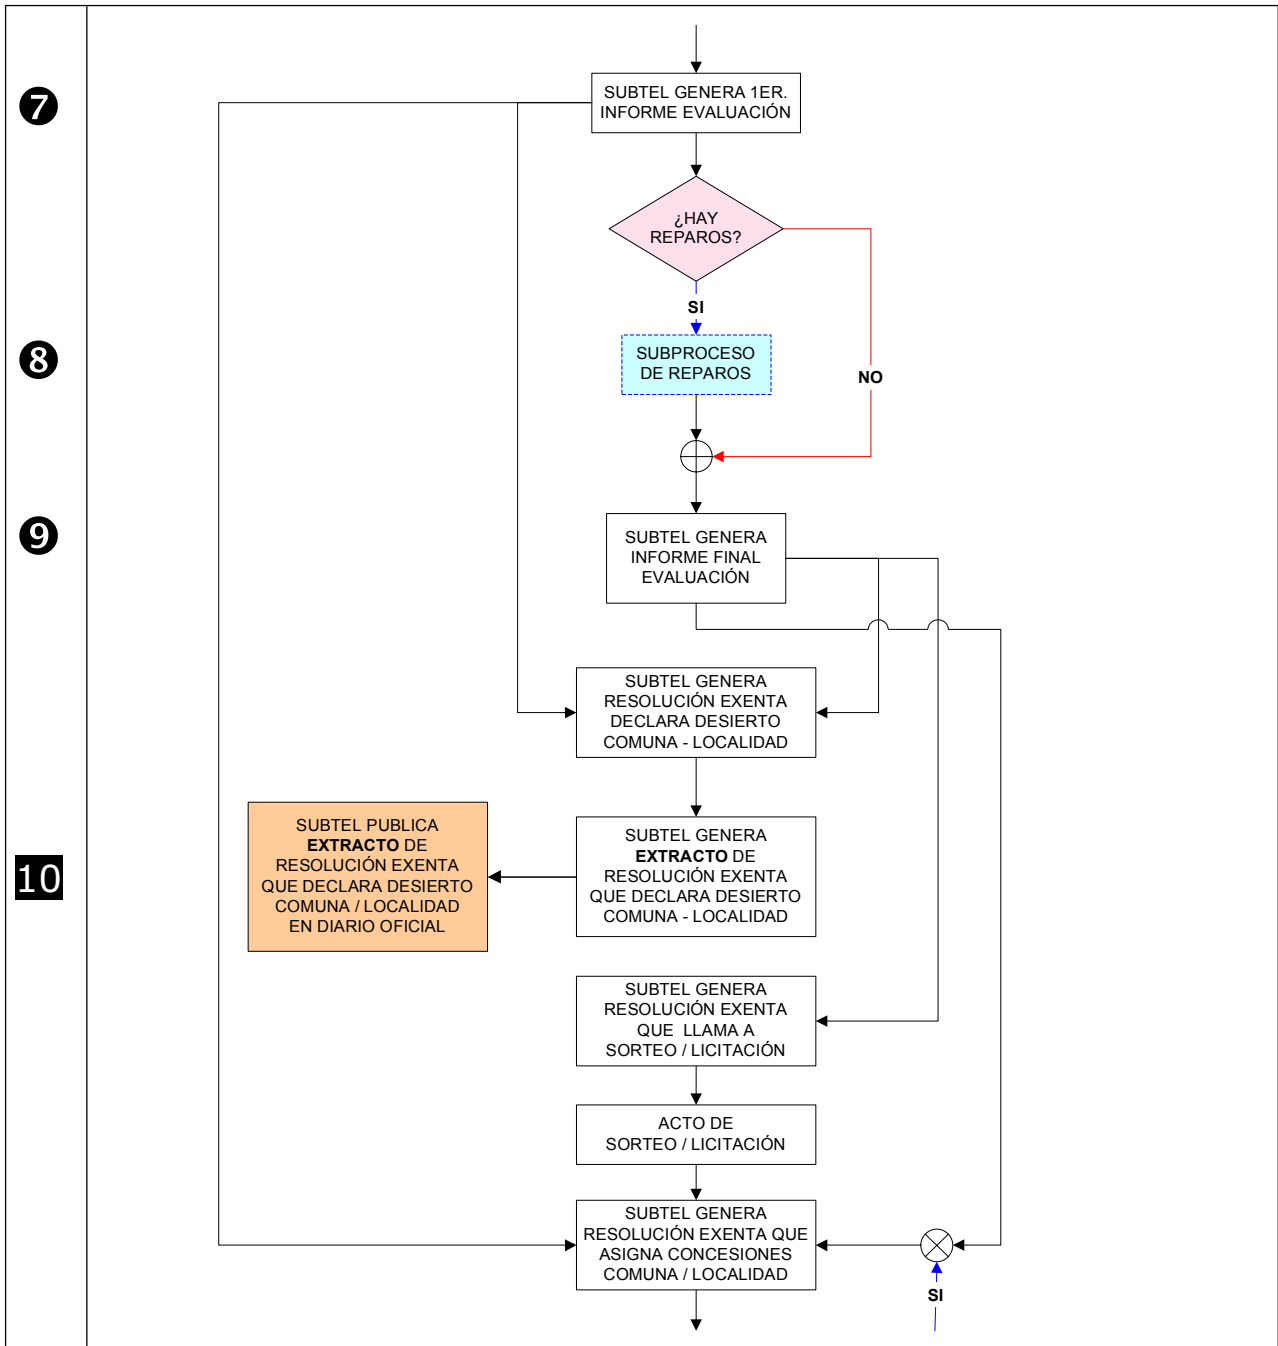 ❼
SUBTEL GENERA 1ER.
INFORME EVALUACIÓN
¿HAY
REPAROS?
SI
❽
SUBPROCESO
DE REPAROS
NO
❾
SUBTEL GENERA
INFORME FINAL
EVALUACIÓN
SUBTEL GENERA
RESOLUCIÓN EXENTA
DECLARA DESIERTO
COMUNA - LOCALIDAD
10
SUBTEL PUBLICA
EXTRACTO DE
RESOLUCIÓN EXENTA
QUE DECLARA DESIERTO
COMUNA / LOCALIDAD
EN DIARIO OFICIAL
SUBTEL GENERA
EXTRACTO DE
RESOLUCIÓN EXENTA
QUE DECLARA DESIERTO
COMUNA - LOCALIDAD
SUBTEL GENERA
RESOLUCIÓN EXENTA
QUE LLAMA A
SORTEO / LICITACIÓN
ACTO DE
SORTEO / LICITACIÓN
SUBTEL GENERA
RESOLUCIÓN EXENTA QUE
ASIGNA CONCESIONES
COMUNA / LOCALIDAD
SI